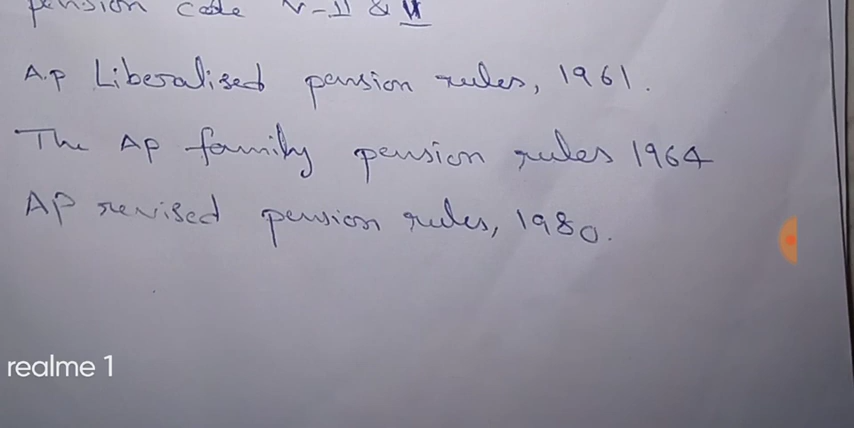 pension code V-II & V
A.P Liberalised pension rules, 1961.
The AP family pension rules 1964
AP revised pension rules, 1980.
realme 1